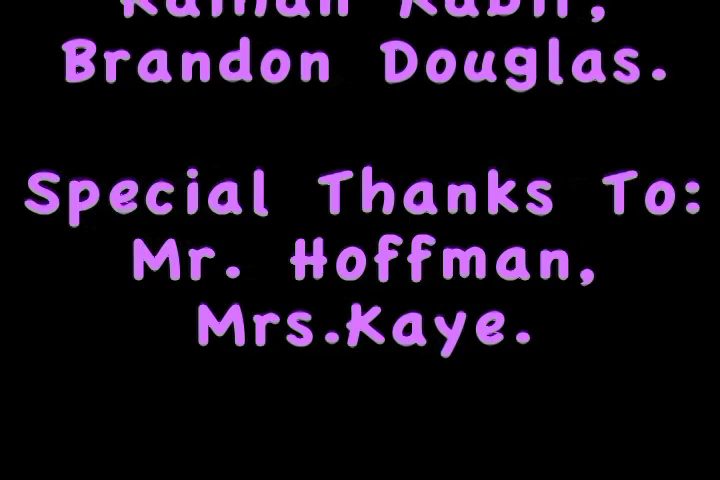 Brandon Douglas.
Special Thanks To:
Mr. Hoffman,
Mrs.Kaye.